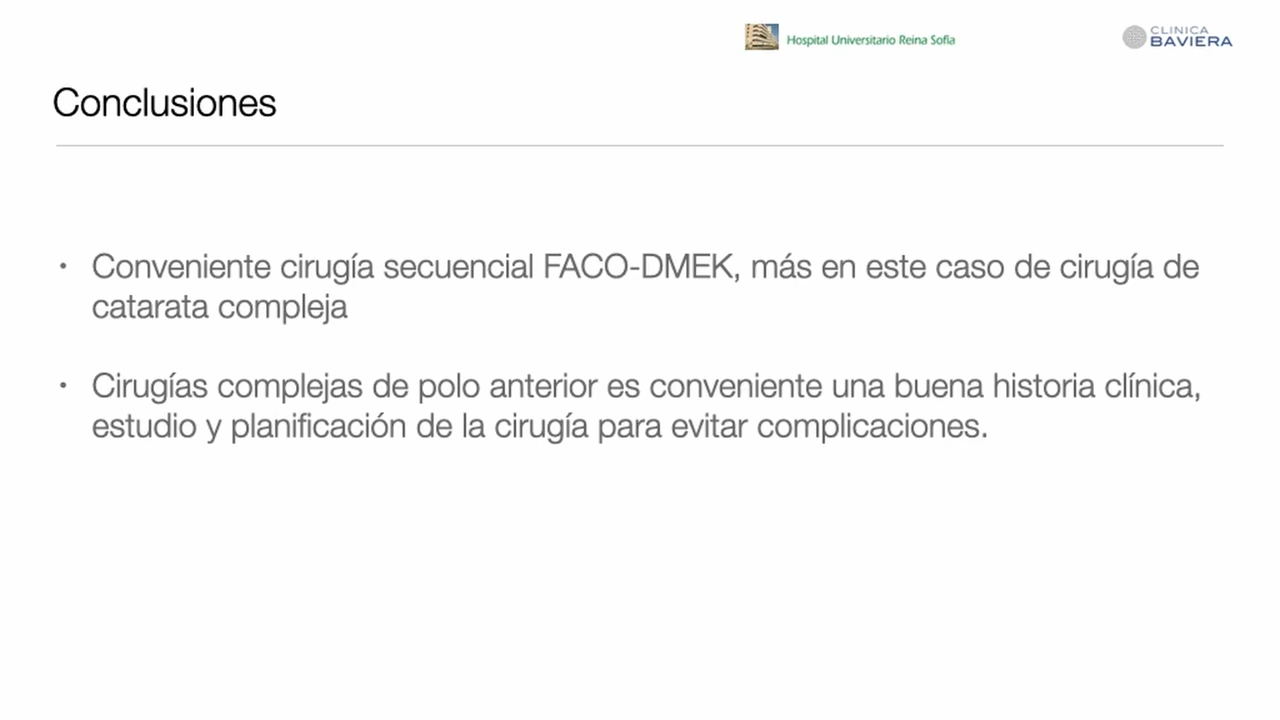 Hospital Universitario Reina Sofia
CLINICA
BAVIERA
Conclusiones
• Conveniente cirugía secuencial FACO-DMEK, más en este caso de cirugía de
catarata compleja
• Cirugías complejas de polo anterior es conveniente una buena historia clínica,
estudio y planificación de la cirugía para evitar complicaciones.